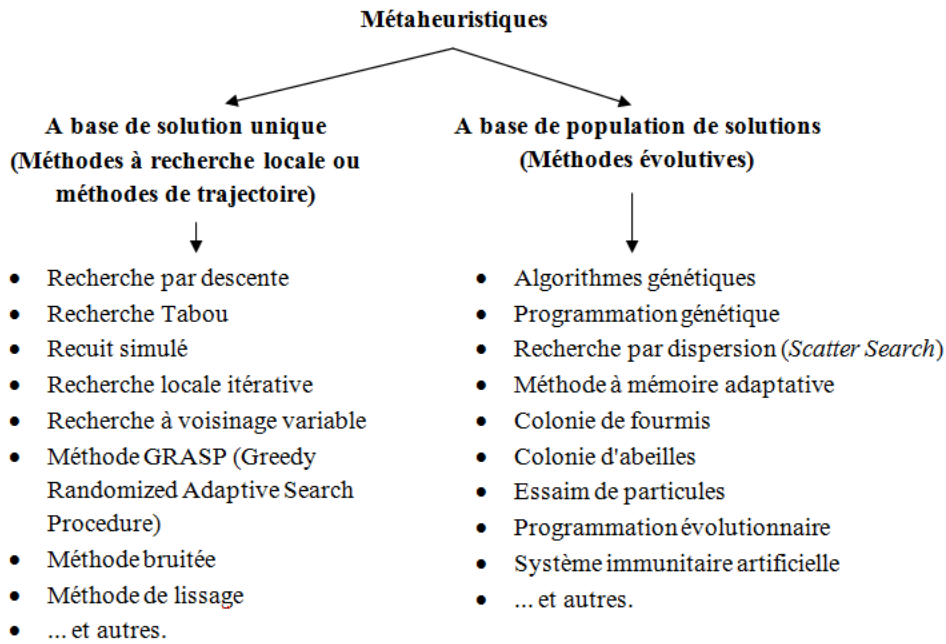 Métaheuristiques
A base de solution unique
(Méthodes à recherche locale ou
méthodes de trajectoire)
• Recherche par descente
• Recherche Tabou
• Recuit simulé
• Recherche locale itérative
• Recherche à voisinage variable
• Méthode GRASP (Greedy
Randomized Adaptive Search
Procedure)
• Méthode bruitée
• Méthode de lissage
• ... et autres.
A base de population de solutions
(Méthodes évolutives)
• Algorithmes génétiques
• Programmation génétique
• Recherche par dispersion (Scatter Search)
• Méthode à mémoire adaptative
• Colonie de fourmis
• Colonie d'abeilles
• Essaim de particules
• Programmation évolutionnaire
• Système immunitaire artificielle
• ... et autres.